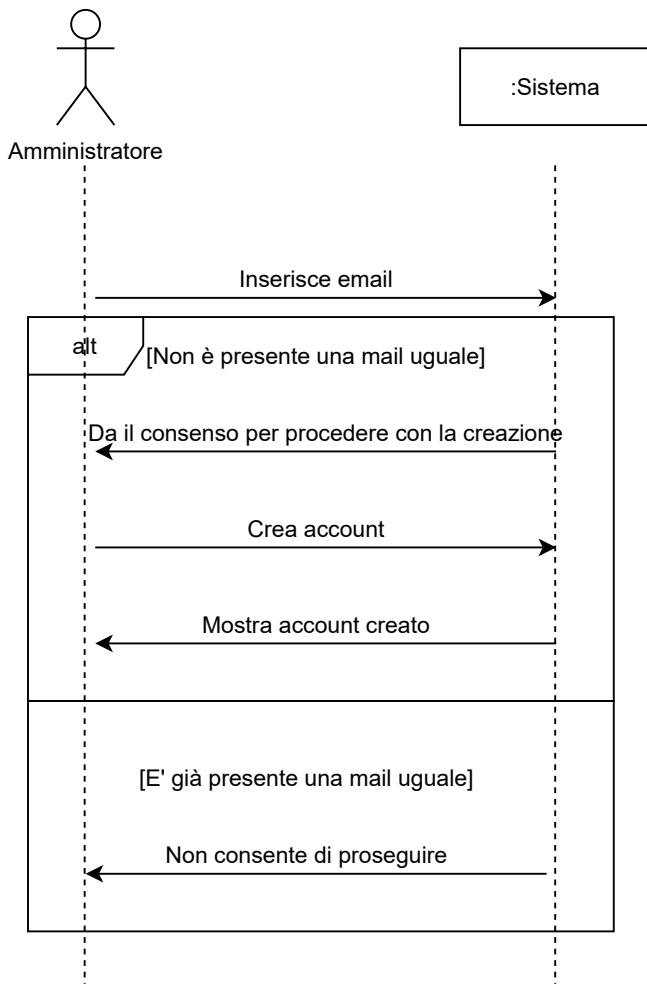 Amministratore
:Sistema
Inserisce email
alt
[Non è presente una mail uguale]
Da il consenso per procedere con la creazione
Crea account
Mostra account creato
[E' già presente una mail uguale]
Non consente di proseguire